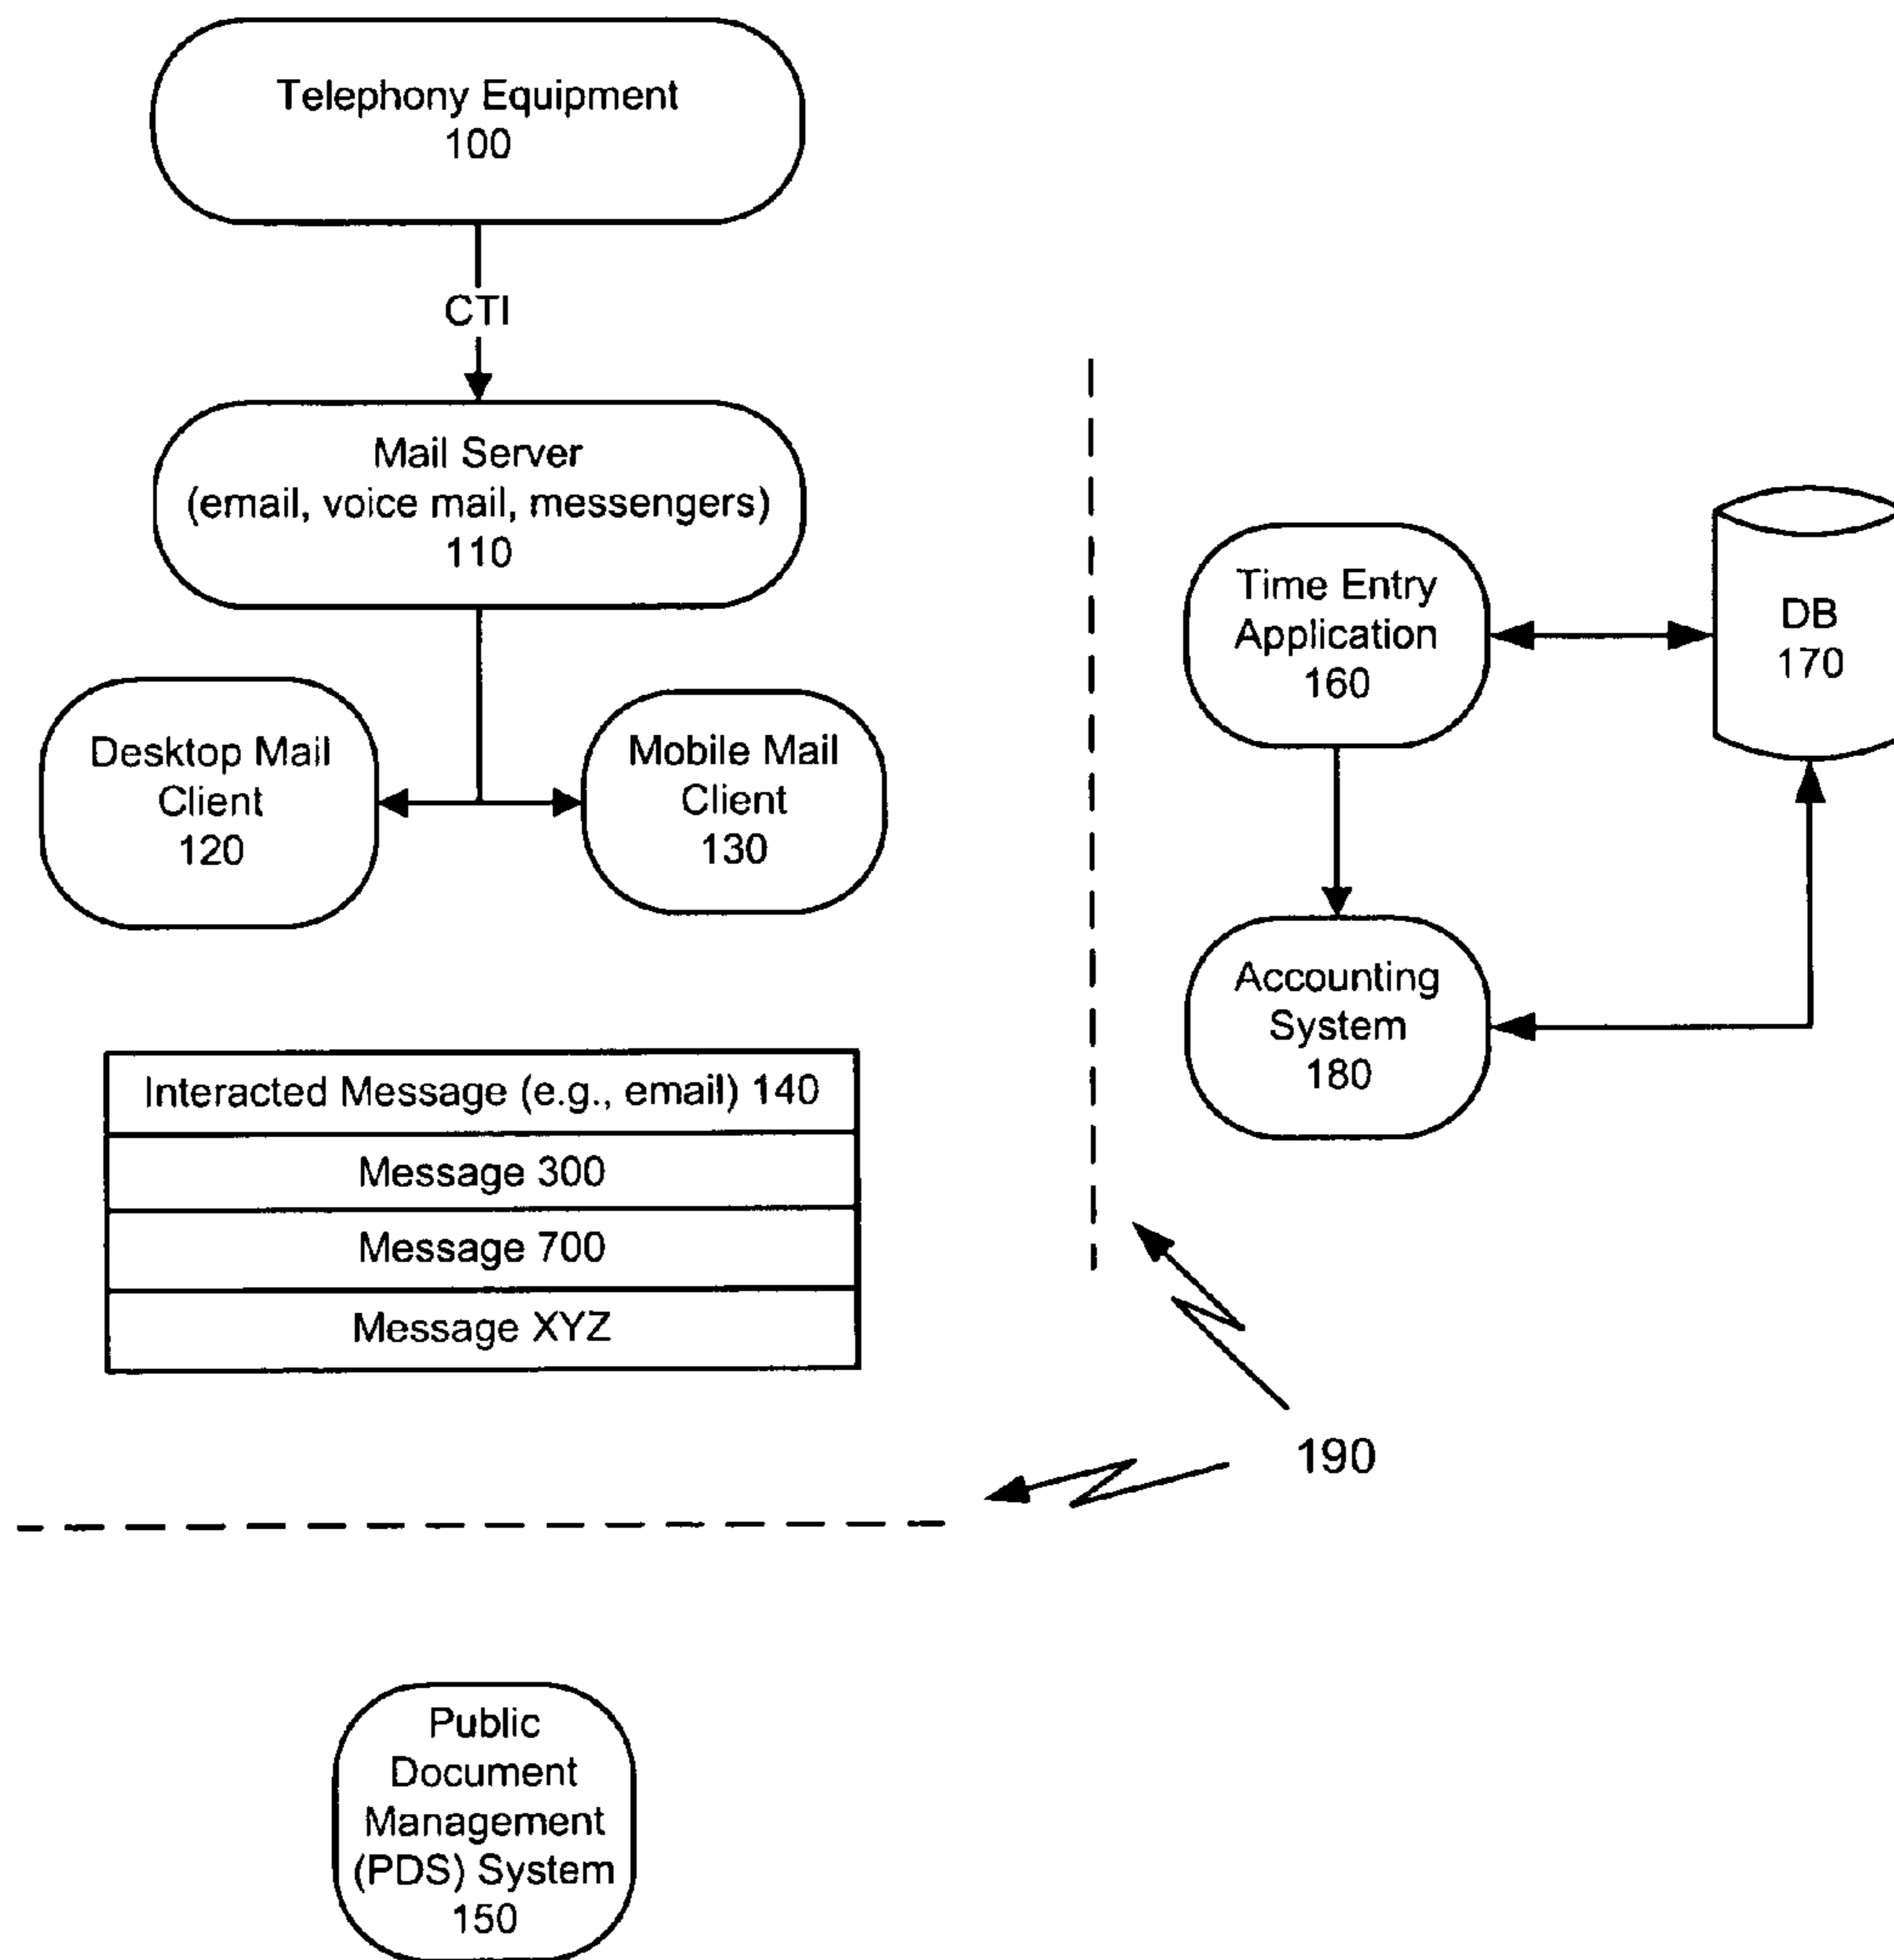 Telephony Equipment
100
CTI
Mail Server
(email, voice mail, messengers)
110
Desktop Mail
Client
120
Mobile Mail
Client
130
Time Entry
Application
160
DB
170
Accounting
System
180
Interacted Message (e.g., email) 140
Message 300
Message 700
Message XYZ
190
Public
Document
Management
(PDS) System
150